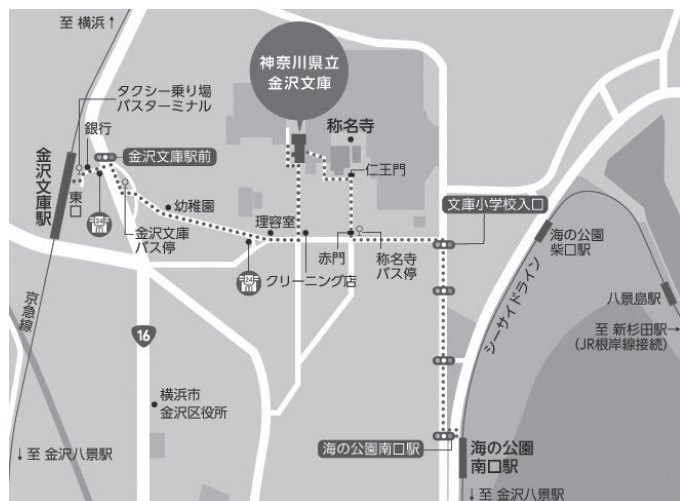 至 横浜↑
タクシー乗り場
バスターミナル
銀行
金沢文庫駅前
金沢文庫駅
東口
24
幼稚園
金沢文庫
バス停
神奈川県立
金沢文庫
称名寺
仁王門
文庫小学校入口
理容室
24
クリーニング店
赤門
称名寺
バス停
海の公園
柴口駅
シーサイドライン
八景島駅
至 新杉田駅→
(JR根岸線接続)
京急線
16
横浜市
金沢区役所
海の公園南口駅
海の公園
南口駅
↓至 金沢八景駅
↓至 金沢八景駅